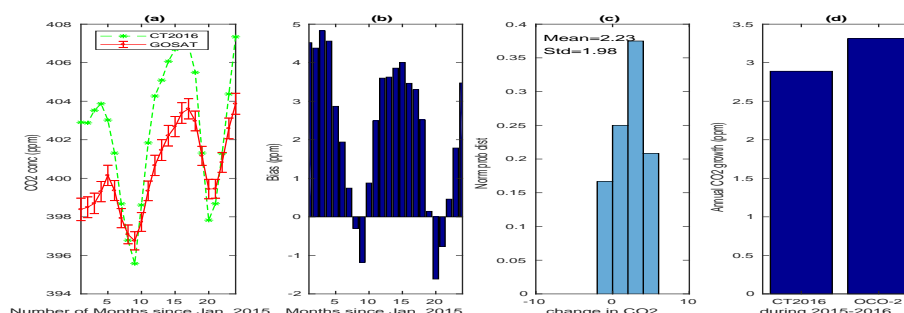 (a)
408
406
404
402
400
398
396
394
CO2 conc (ppm)
CT2016
GOSAT
5 10 15 20
Number of Months since Jan. 2015
(b)
5
4
3
2
1
0
-1
-2
Bias (ppm)
5 10 15 20
Months since Jan. 2015
(c)
0.4
0.35
0.3
0.25
0.2
0.15
0.1
0.05
0
Norm prob dist
Mean=2.23
Std=1.98
-10 0 10
change in CO2
(d)
3.5
3
2.5
2
1.5
1
0.5
0
Annual CO2 growth (ppm)
CT2016 OCO-2
during 2015-2016